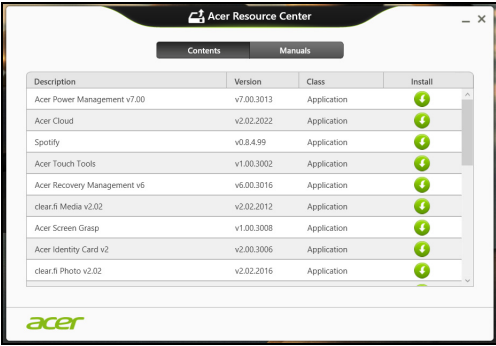 Acer Resource Center
Contents Manuals
Description Version Class Install
Acer Power Management v7.00 v7.00.3013 Application
Acer Cloud v2.02.2022 Application
Spotify v0.8.4.99 Application
Acer Touch Tools v1.00.3002 Application
Acer Recovery Management v6 v6.00.3016 Application
clear.fi Media v2.02 v2.02.2012 Application
Acer Screen Grasp v1.00.3008 Application
Acer Identity Card v2 v2.00.3006 Application
clear.fi Photo v2.02 v2.02.2016 Application
acer